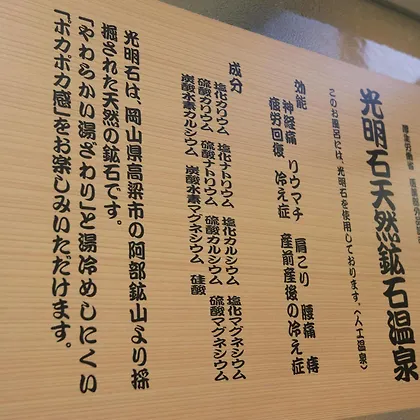 光明石天然鉱石温泉
このお風呂には、光明石を使用しております。〈人工温泉〉
効能 神経痛 リウマチ 肩こり 腰痛 痔
疲労回復 冷え症 産前産後の冷え症
成分 塩化カリウム 塩化ナトリウム 塩化カルシウム 塩化マグネシウム
硫酸カリウム 硫酸ナトリウム 硫酸カルシウム 硫酸マグネシウム
炭酸水素カルシウム 炭酸水素マグネシウム 硅酸
光明石は、岡山県高梁市の阿部鉱山より採
掘された天然の鉱石です。
「やわらかい湯ざわり」と湯冷めしにくい
「ポカポカ感」をお楽しみいただけます。